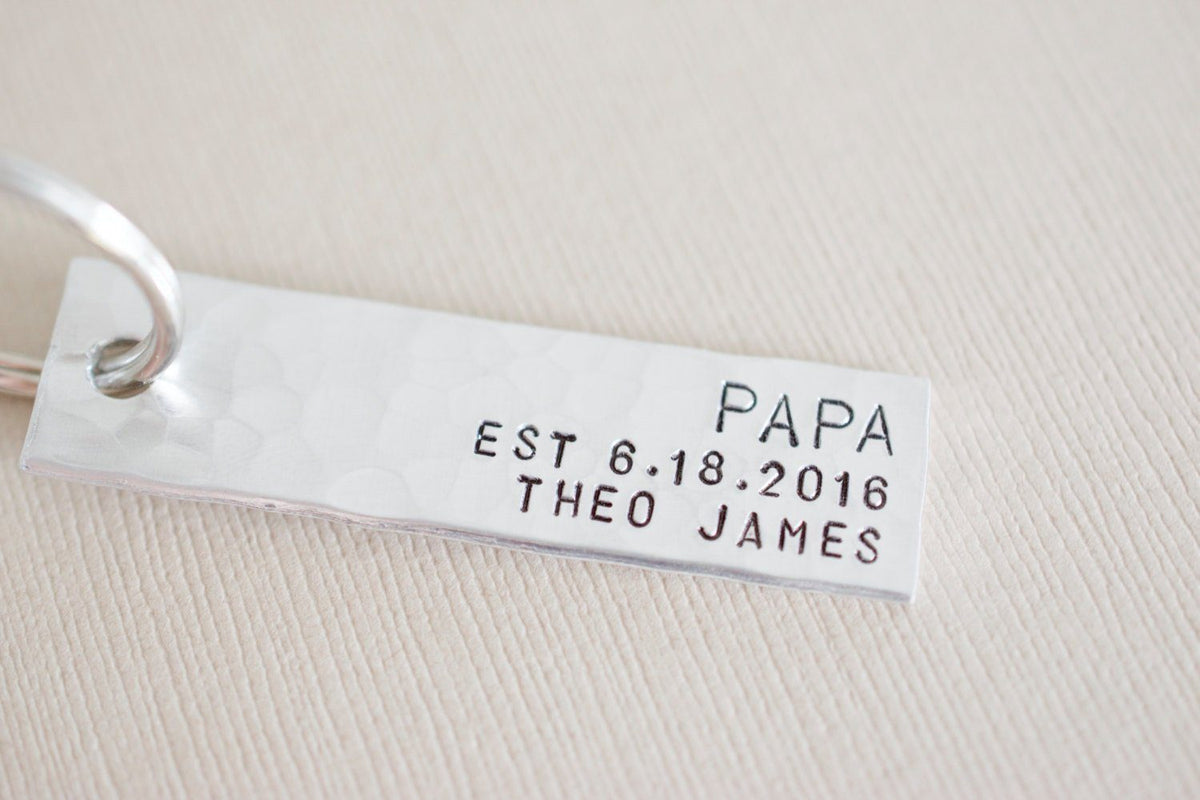 PAPA
EST 6.18.2016
THEO JAMES